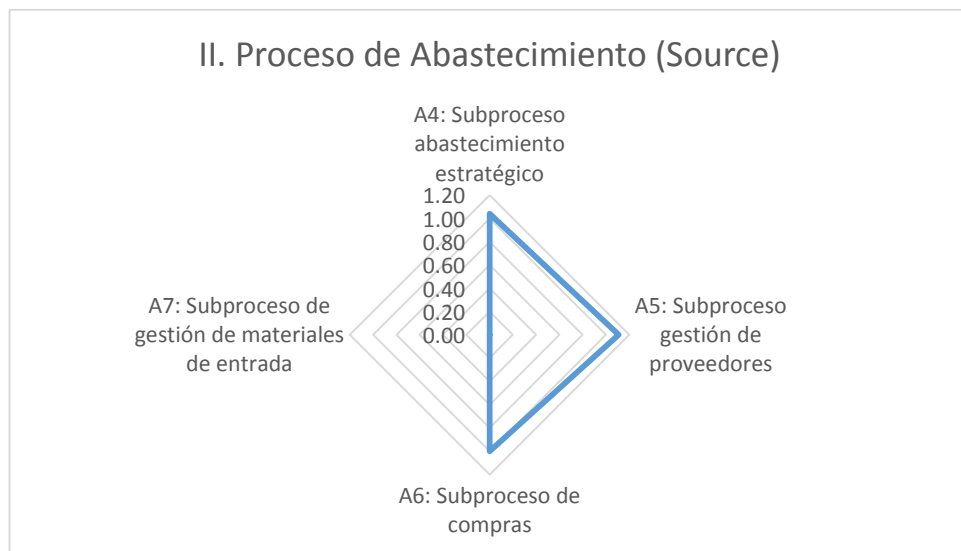 II. Proceso de Abastecimiento (Source)
A4: Subproceso
abastecimiento
estratégico
1.20
1.00
0.80
0.60
0.40
0.20
0.00
A7: Subproceso de
gestión de materiales
de entrada
A5: Subproceso
gestión de
proveedores
A6: Subproceso de
compras